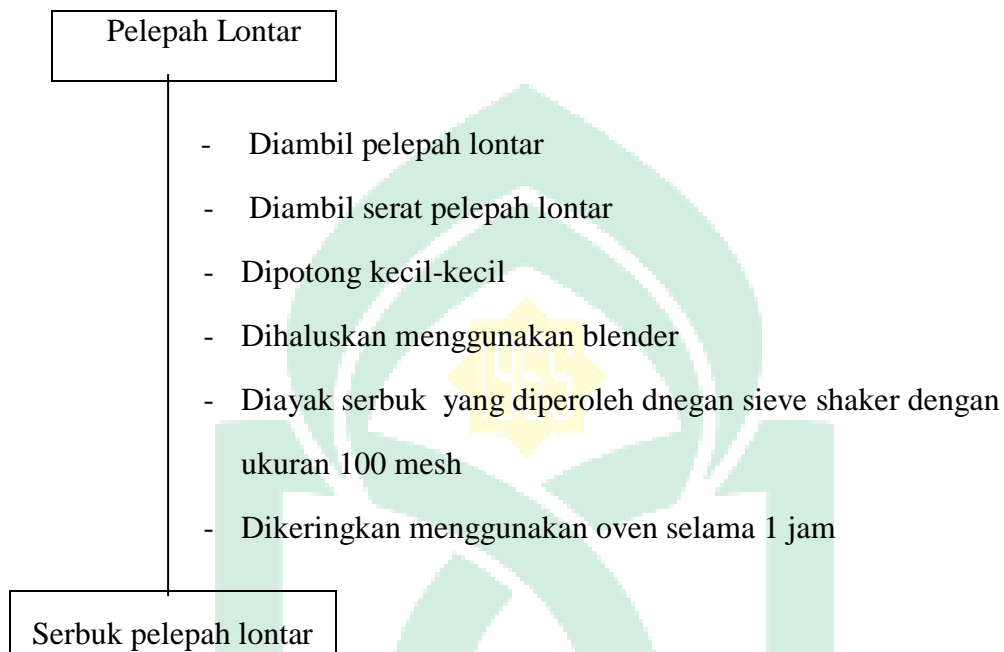 Pelepah Lontar
- Diambil pelepah lontar
- Diambil serat pelepah lontar
- Dipotong kecil-kecil
- Dihaluskan menggunakan blender
- Diayak serbuk yang diperoleh dnegan sieve shaker dengan
ukuran 100 mesh
- Dikeringkan menggunakan oven selama 1 jam
Serbuk pelepah lontar